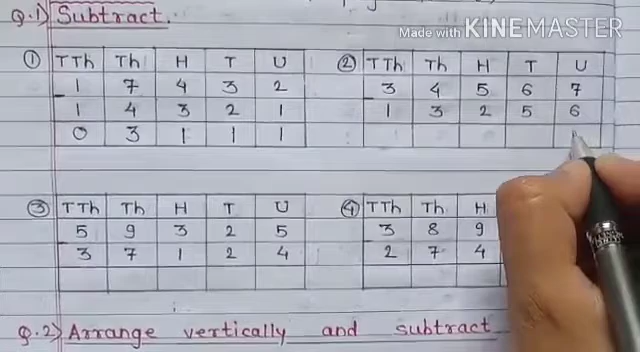 Made with KINEMASTER
Q.1) Subtract.
① TTh Th H T U
1 7 4 3 2
- 1 4 3 2 1
0 3 1 1 1
② TTh Th H T U
3 4 5 6 7
- 1 3 2 5 6
③ TTh Th H T U
5 9 3 2 5
- 3 7 1 2 4
④ TTh Th H
3 8 9
- 2 7 4
Q.2) Arrange vertically and subtract